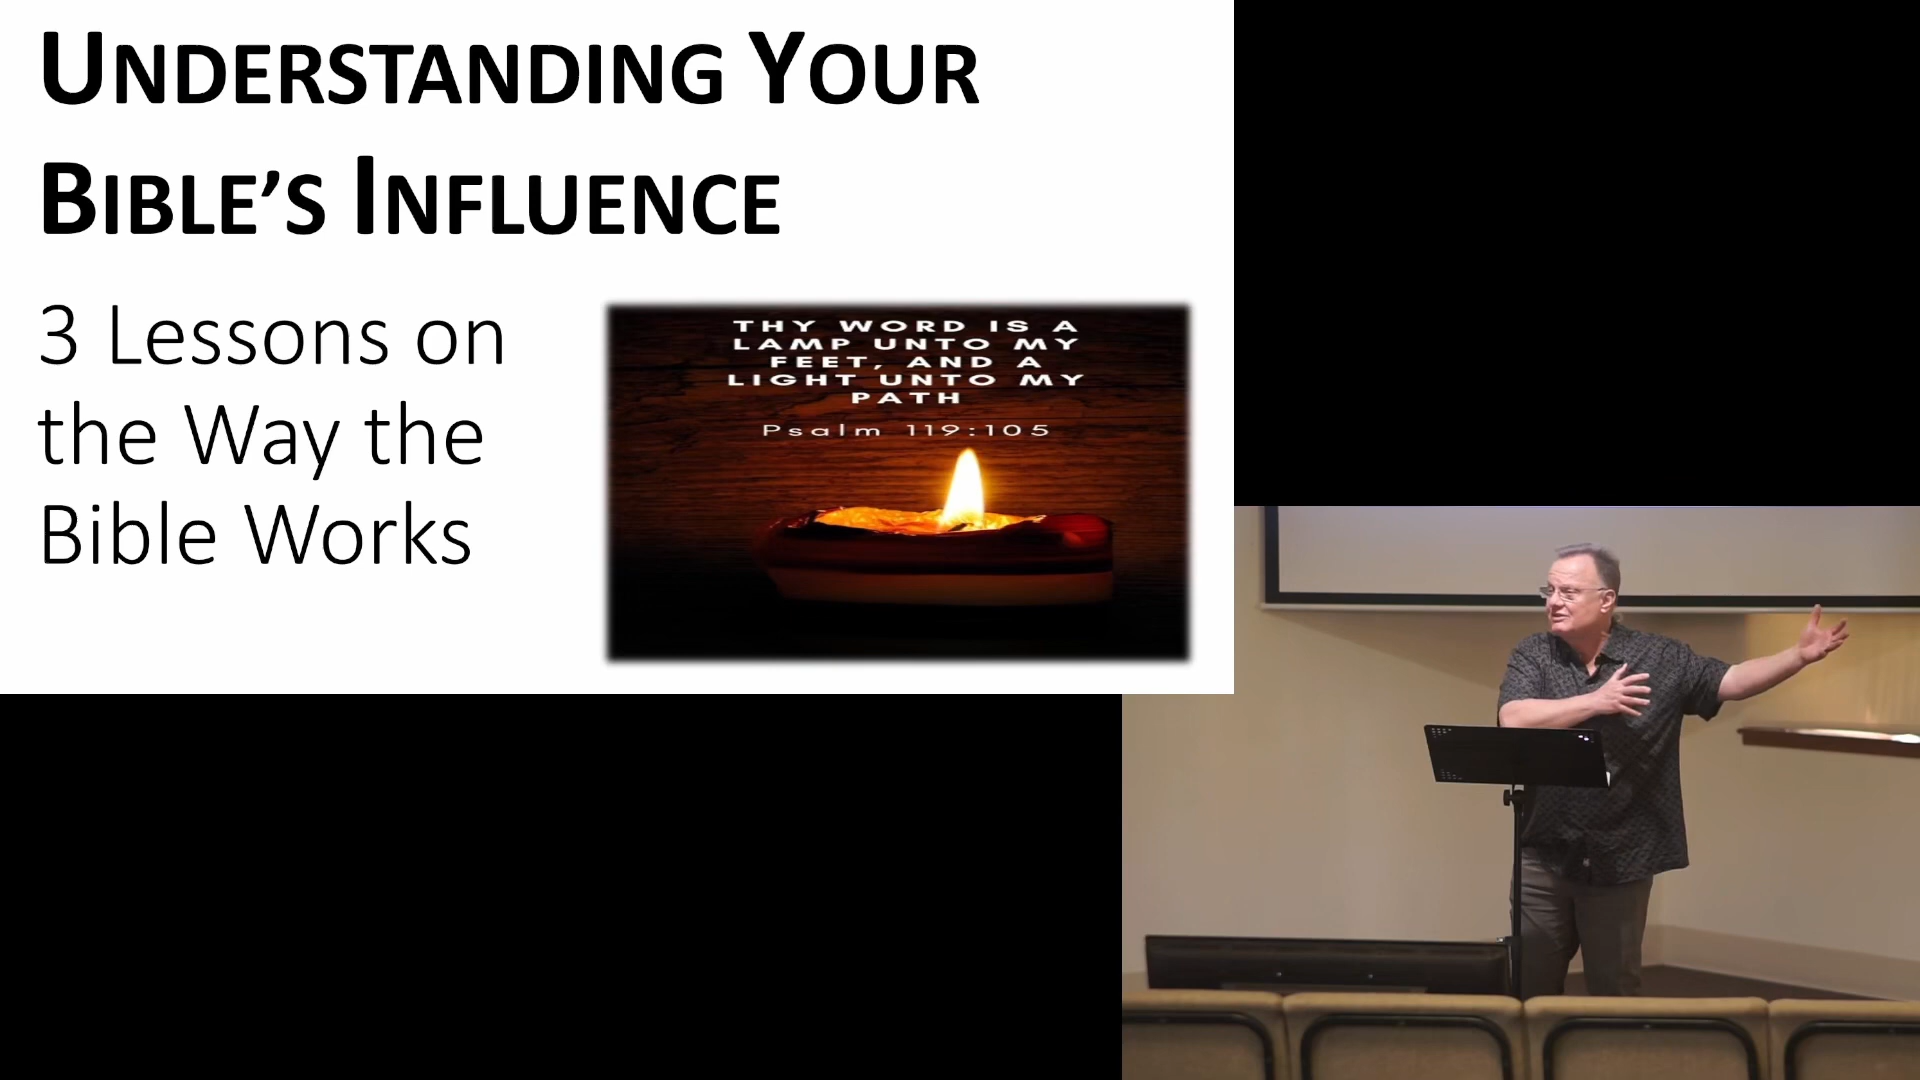 UNDERSTANDING YOUR
BIBLE’S INFLUENCE
3 Lessons on
the Way the
Bible Works
THY WORD IS A
LAMP UNTO MY
FEET, AND A
LIGHT UNTO MY
PATH
Psalm 119:105